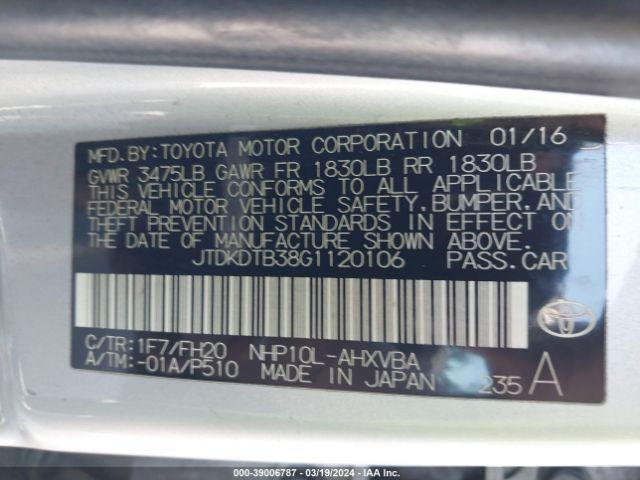 MFD.BY:TOYOTA MOTOR CORPORATION 01/16
GVWR 3475LB GAWR FR 1830LB RR 1830LB
THIS VEHICLE CONFORMS TO ALL APPLICABLE
FEDERAL MOTOR VEHICLE SAFETY,BUMPER,AND
THEFT PREVENTION STANDARDS IN EFFECT ON
THE DATE OF MANUFACTURE SHOWN ABOVE.
JTDKDTB38G1120106 PASS.CAR
C/TR:1F7/FH20 NHP10L-AHXVBA
A/TM:-01A/P510 MADE IN JAPAN 235 A
000-39006787 - 03/19/2024 - IAA, Inc.